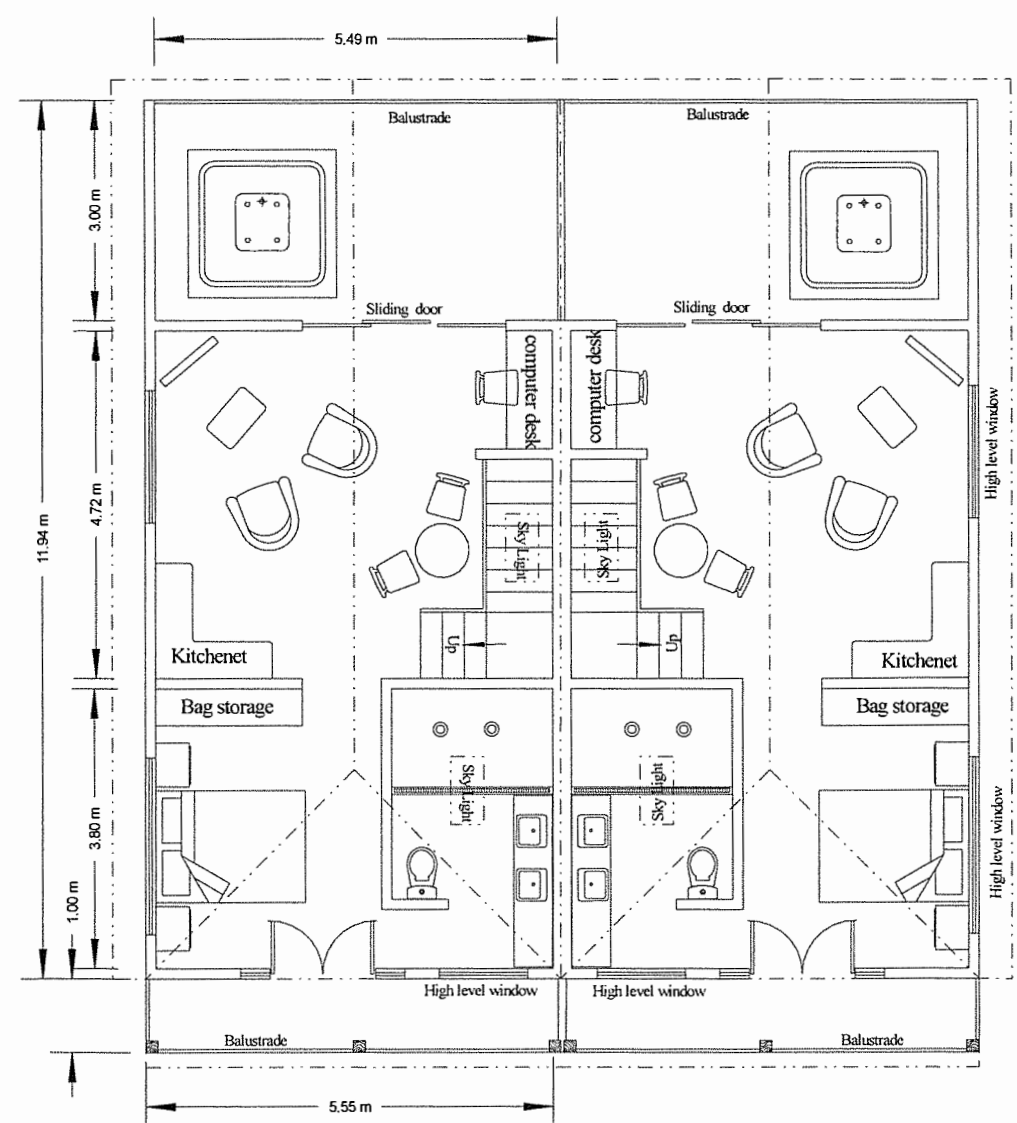 5.49 m
Balustrade
Balustrade
3.00 m
Sliding door
Sliding door
computer desk
computer desk
High level window
4.72 m
11.94 m
Sky Light
Sky Light
Up
Up
Kitchenet
Kitchenet
Bag storage
Bag storage
Sky Light
Sky Light
3.80 m
High level window
1.00 m
High level window
High level window
Balustrade
Balustrade
5.55 m